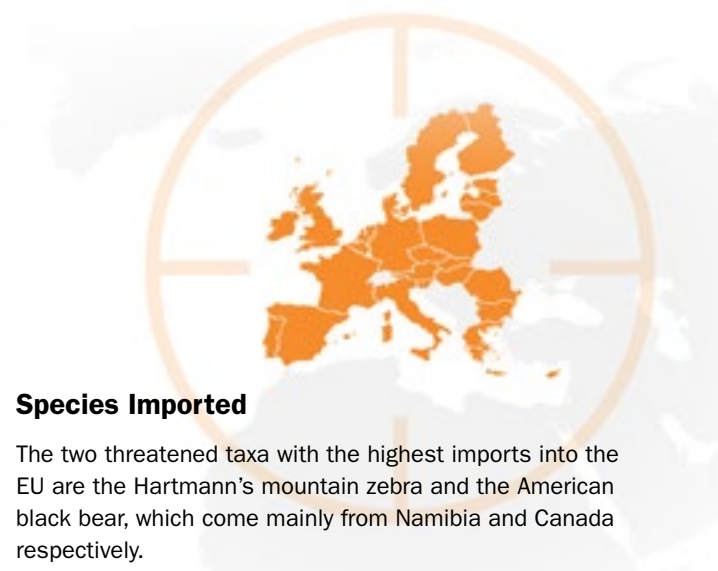 Species Imported
The two threatened taxa with the highest imports into the
EU are the Hartmann’s mountain zebra and the American
black bear, which come mainly from Namibia and Canada
respectively.